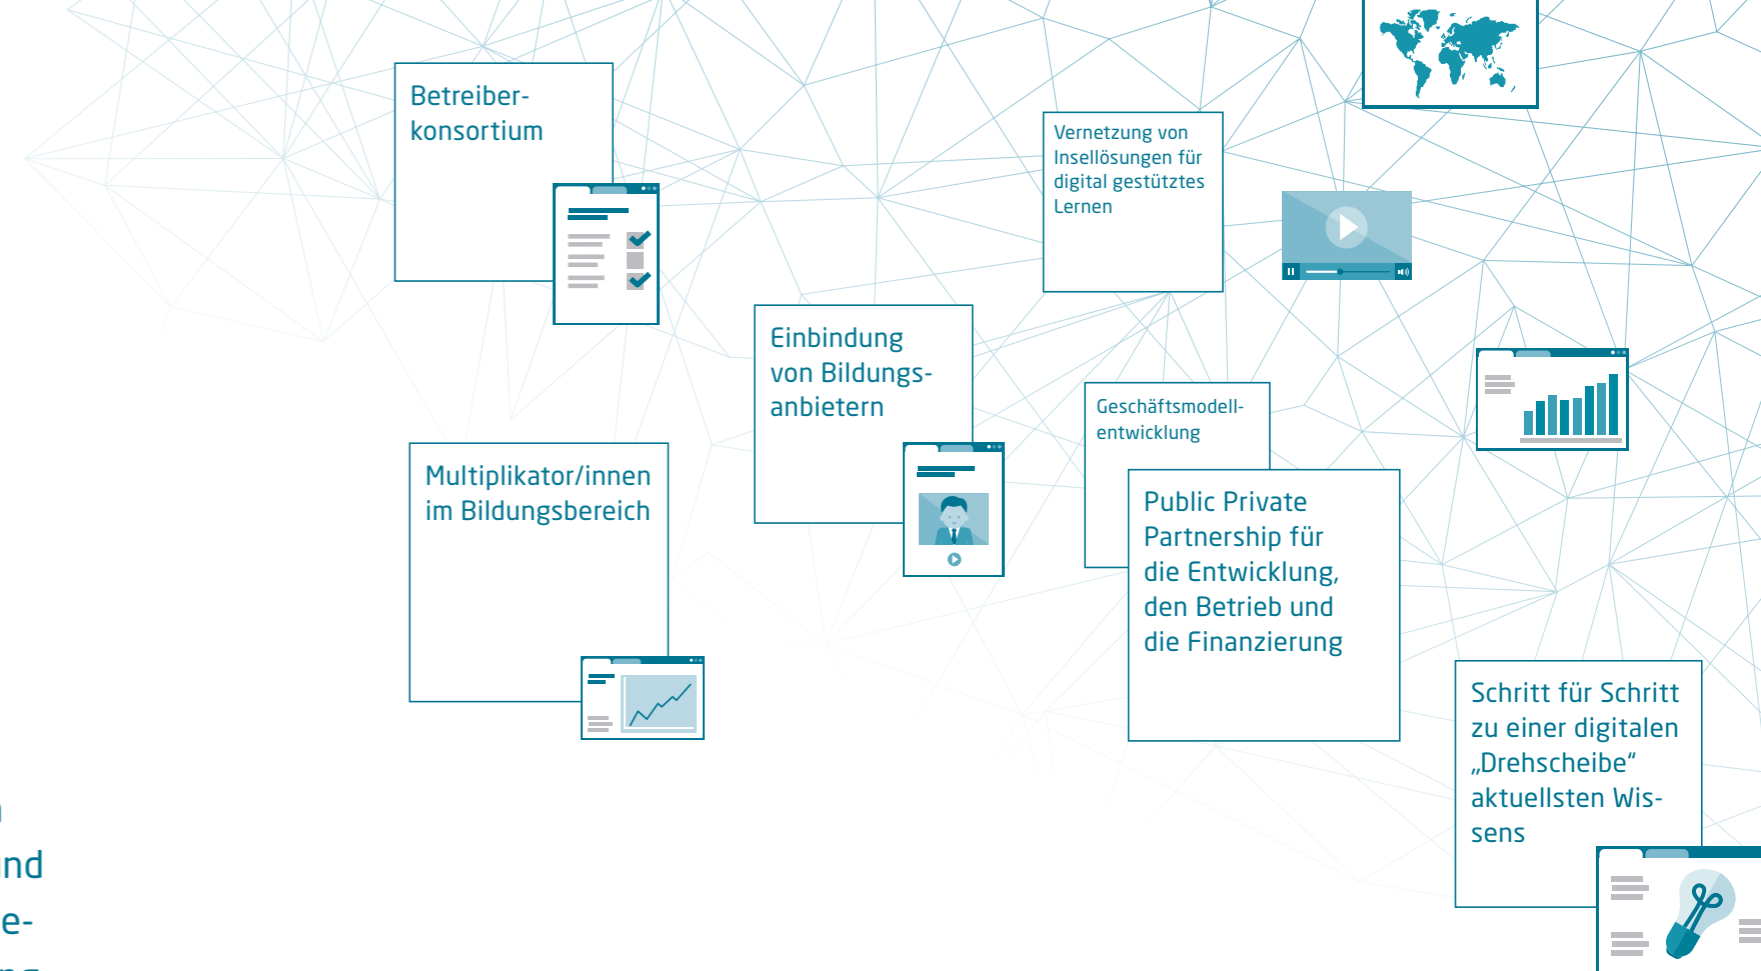 Betreiber-
konsortium
Vernetzung von
Insellösungen für
digital gestütztes
Lernen
Einbindung
von Bildungs-
anbietern
Geschäftsmodell-
entwicklung
Multiplikator/innen
im Bildungsbereich
Public Private
Partnership für
die Entwicklung,
den Betrieb und
die Finanzierung
Schritt für Schritt
zu einer digitalen
„Drehscheibe“
aktuellsten Wis-
sens